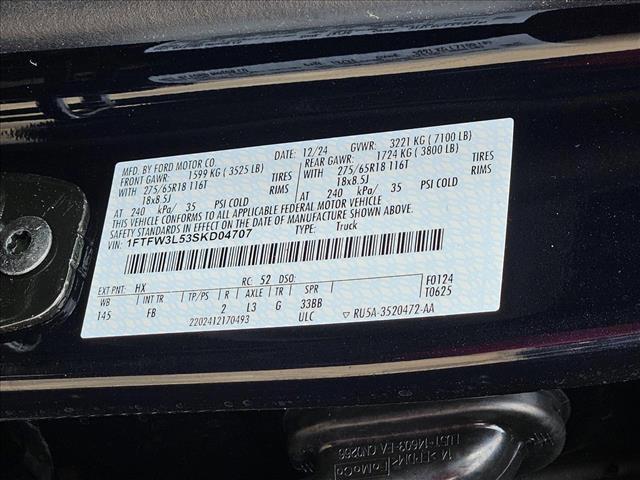 MFD. BY FORD MOTOR CO. DATE: 12/24 GVWR: 3221 KG ( 7100 LB)
FRONT GAWR: 1599 KG ( 3525 LB) REAR GAWR: 1724 KG ( 3800 LB)
WITH 275/65R18 116T TIRES WITH 275/65R18 116T TIRES
18x8.5J RIMS 18x8.5J RIMS
AT 240 kPa/ 35 PSI COLD AT 240 kPa/ 35 PSI COLD
THIS VEHICLE CONFORMS TO ALL APPLICABLE FEDERAL MOTOR VEHICLE
SAFETY STANDARDS IN EFFECT ON THE DATE OF MANUFACTURE SHOWN ABOVE.
1FTFW3L53SKD04707 TYPE: Truck
EXT PNT: HX RC: 52 DSO: F0124
WB INT TR TP/PS R AXLE TR SPR T0625
145 FB 2 L3 G 33BB
2202412170493 ULC ▽ RU5A-3520472-AA
FoMoCo